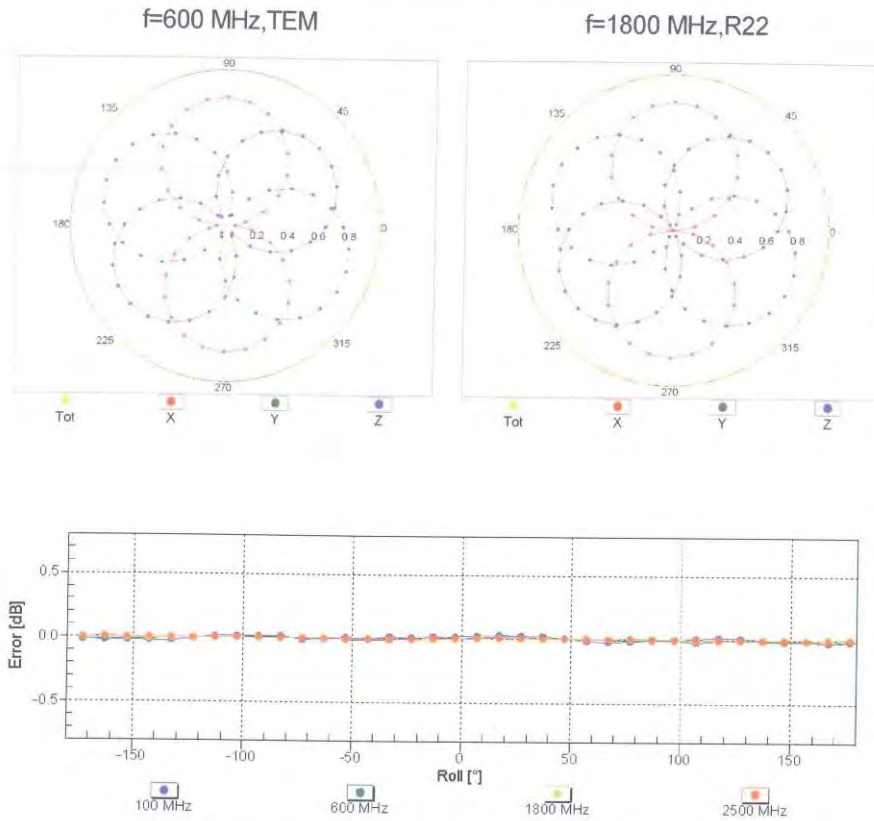 f=600 MHz,TEM
f=1800 MHz,R22
90
135
45
180
0.2 0.4 0.6 0.8
0
225
315
270
Tot
X
Y
Z
90
135
45
180
0.2 0.4 0.6 0.8
0
225
315
270
Tot
X
Y
Z
Error [dB]
0.5
0.0
-0.5
-150
-100
-50
0
50
100
150
Roll [°]
100 MHz
600 MHz
1800 MHz
2500 MHz